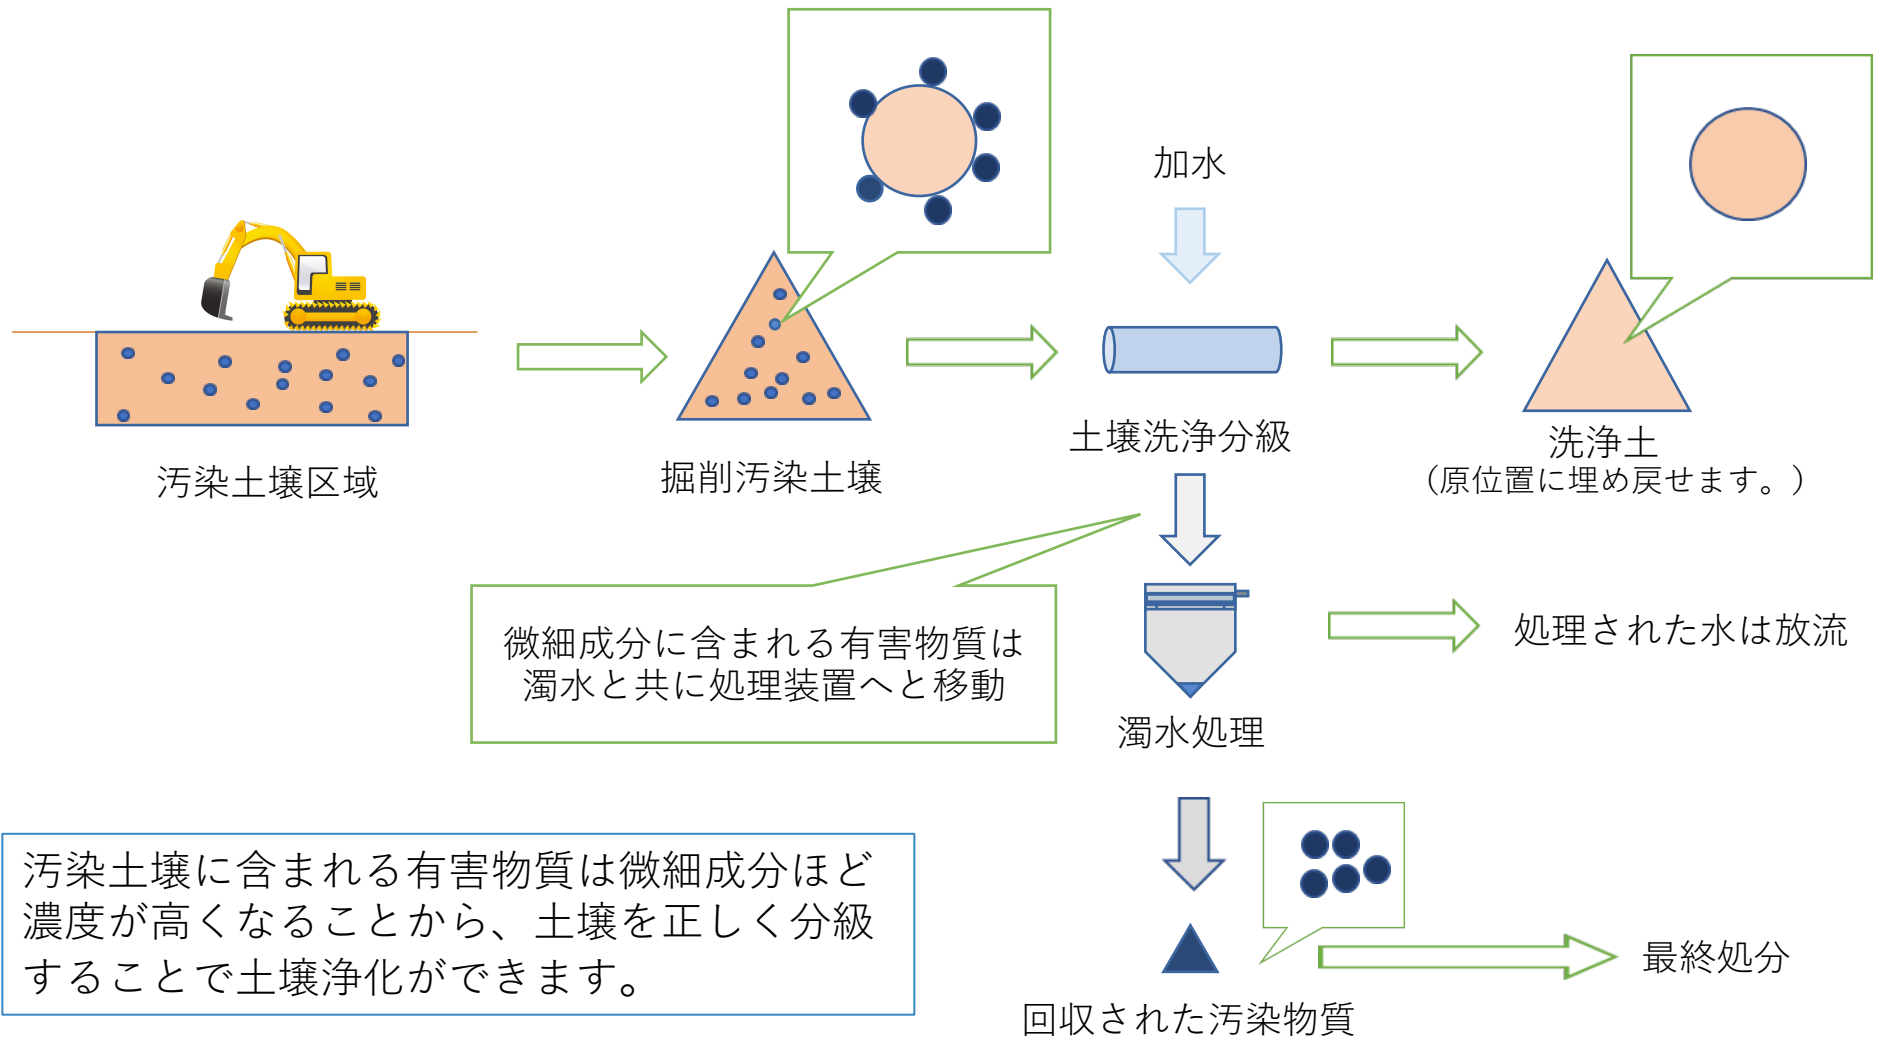 加水
汚染土壌区域
掘削汚染土壌
土壌洗浄分級
洗浄土
（原位置に埋め戻せます。）
微細成分に含まれる有害物質は
濁水と共に処理装置へと移動
処理された水は放流
濁水処理
汚染土壌に含まれる有害物質は微細成分ほど
濃度が高くなることから、土壌を正しく分級
することで土壌浄化ができます。
最終処分
回収された汚染物質